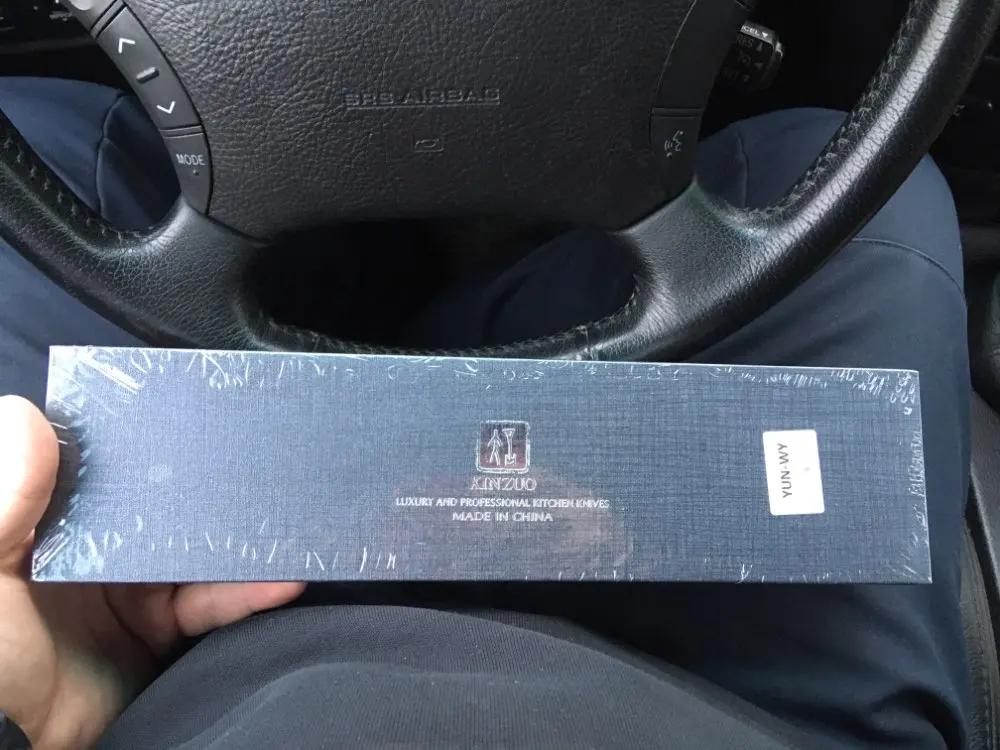 SRS AIRBAG
MODE
XINZUO
LUXURY AND PROFESSIONAL KITCHEN KNIVES
MADE IN CHINA
YUN-WY